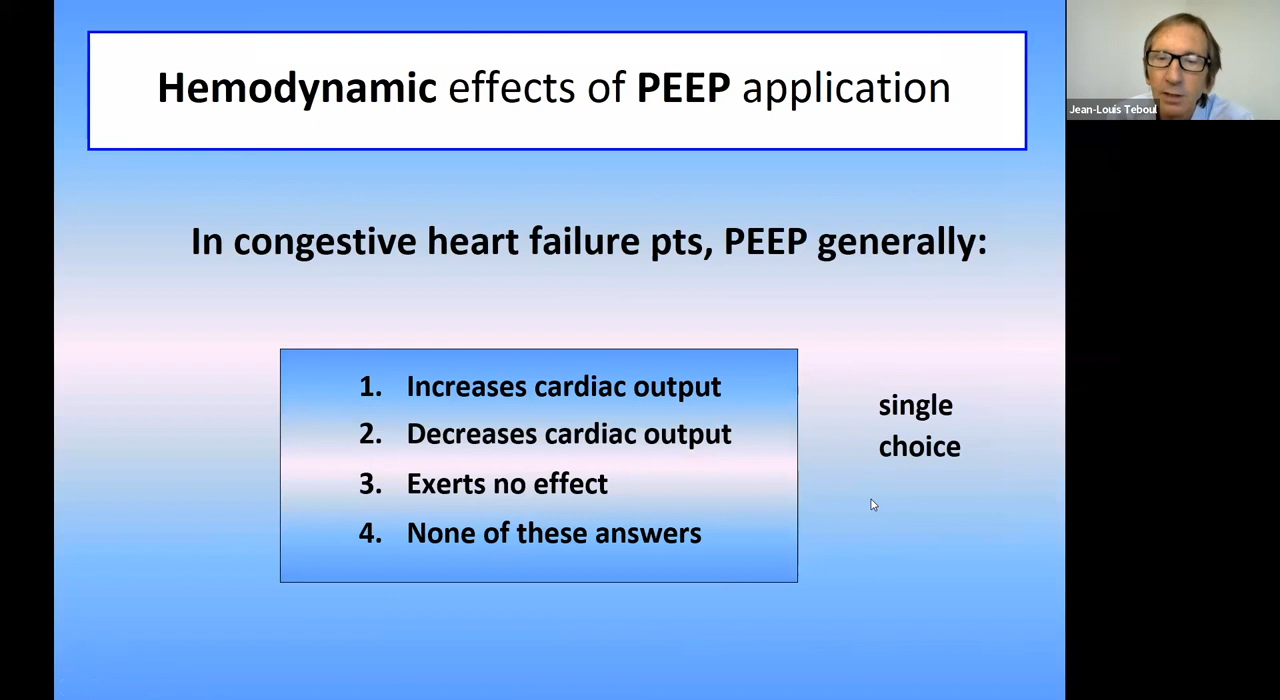 Hemodynamic effects of PEEP application
Jean-Louis Teboul
In congestive heart failure pts, PEEP generally:
1. Increases cardiac output
2. Decreases cardiac output
3. Exerts no effect
4. None of these answers
single
choice